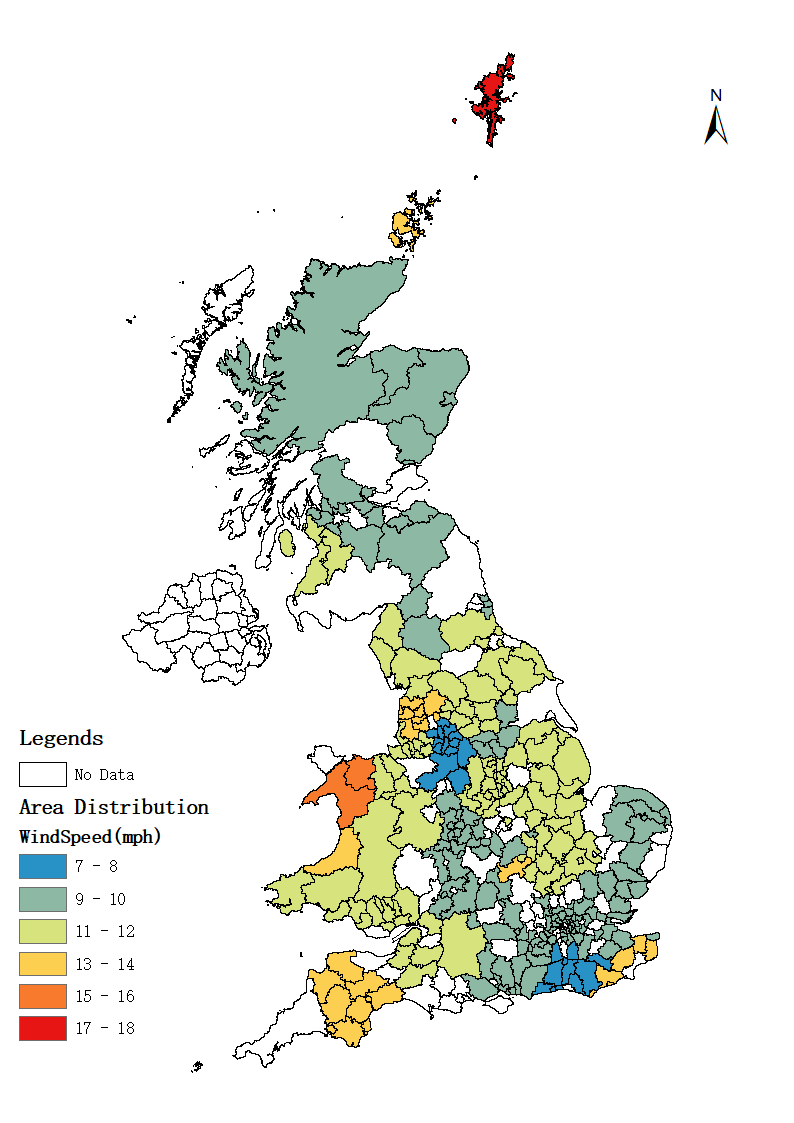 N
Legends
No Data
Area Distribution
WindSpeed(mph)
7 - 8
9 - 10
11 - 12
13 - 14
15 - 16
17 - 18